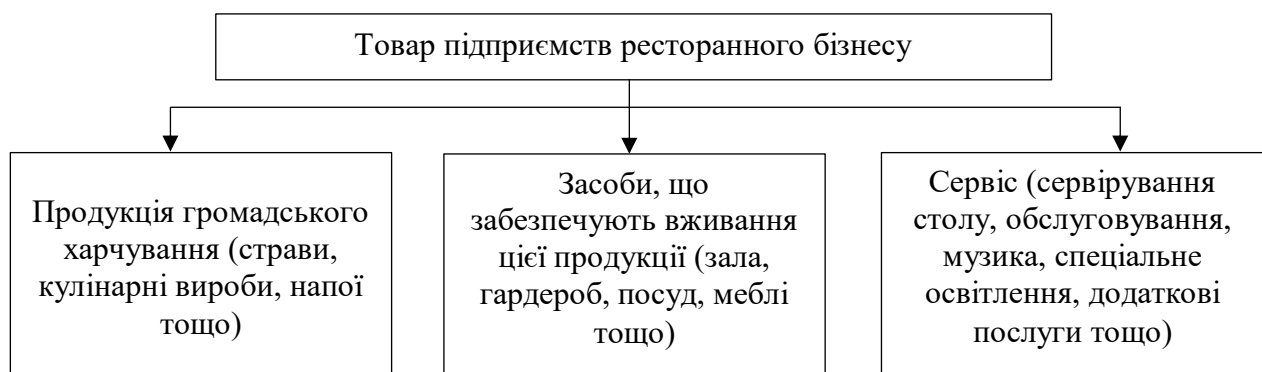 Товар підприємств ресторанного бізнесу
Продукція громадського
харчування (страви,
кулінарні вироби, напої
тощо)
Засоби, що
забезпечують вживання
цієї продукції (зала,
гардероб, посуд, меблі
тощо)
Сервіс (сервірування
столу, обслуговування,
музика, спеціальне
освітлення, додаткові
послуги тощо)